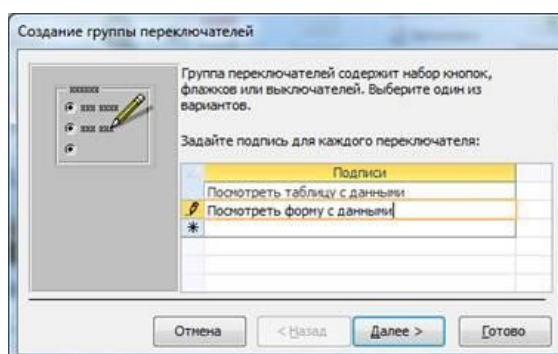 Создание группы переключателей
Группа переключателей содержит набор кнопок,
флажков или выключателей. Выберите один из
вариантов.
Задайте подпись для каждого переключателя:
Подписи
Посмотреть таблицу с данными
Посмотреть форму с данными
Отмена
< Назад
Далее >
Готово